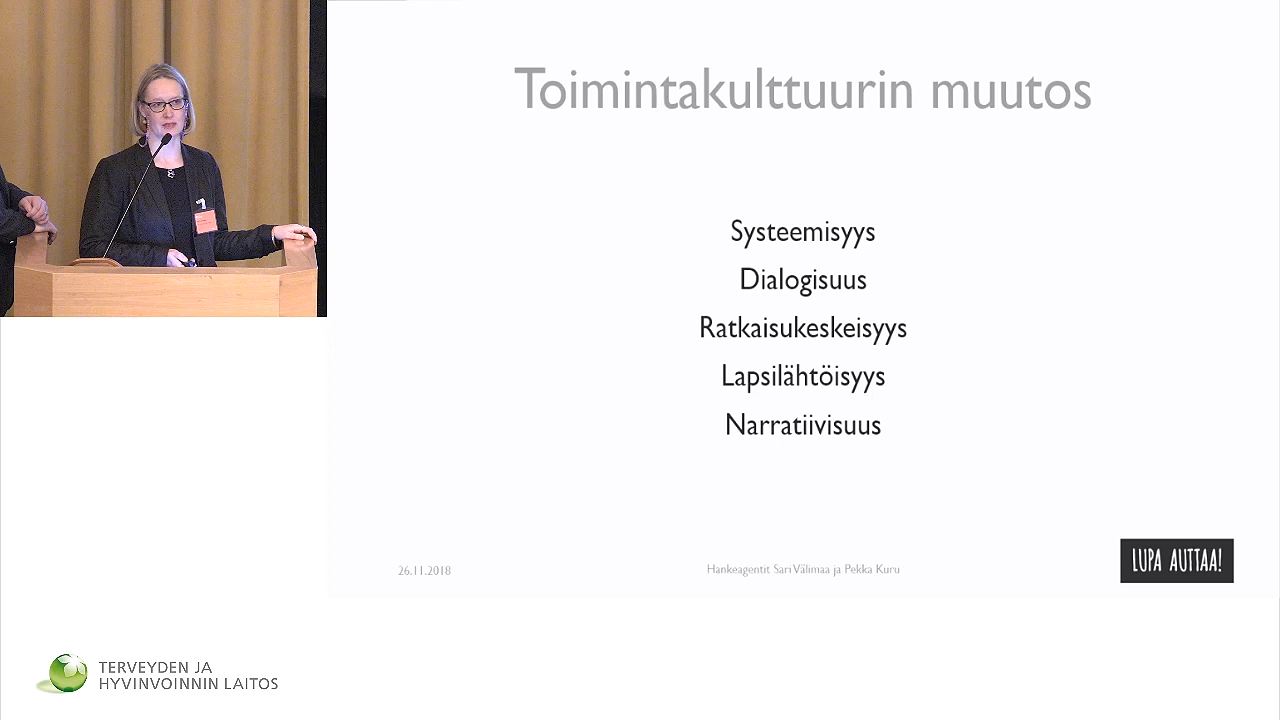 Toimintakulttuurin muutos
Systeemisyys
Dialogisuus
Ratkaisukeskeisyys
Lapsilähtöisyys
Narratiivisuus
26.11.2018
Hankeagentit Sari Välimaa ja Pekka Kuru
LUPA AUTTAA!
TERVEYDEN JA
HYVINVOINNIN LAITOS